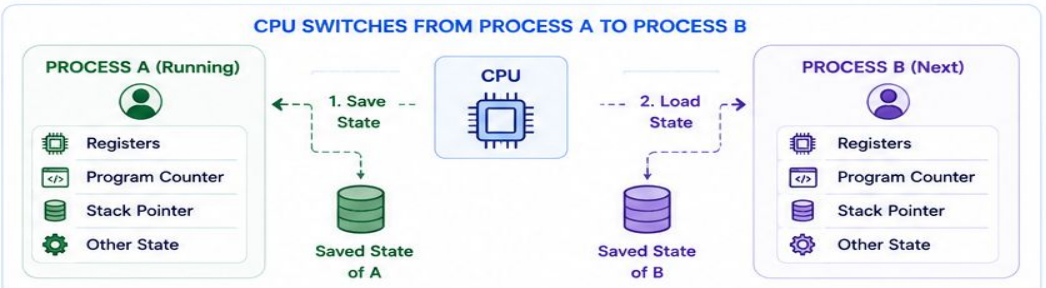 CPU SWITCHES FROM PROCESS A TO PROCESS B
PROCESS A (Running)
Registers
</>
Program Counter
Stack Pointer
Other State
1. Save
State
Saved State
of A
CPU
2. Load
State
Saved State
of B
PROCESS B (Next)
Registers
</>
Program Counter
Stack Pointer
Other State